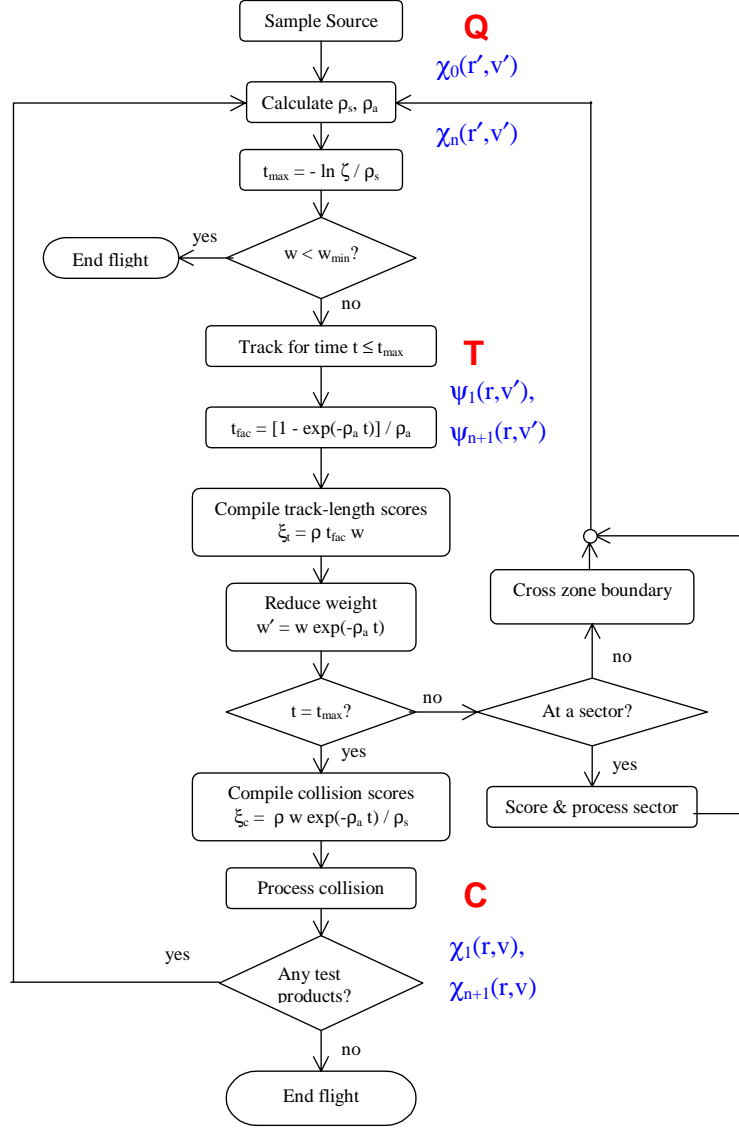 Sample Source
Q
χ₀(r′,v′)
Calculate ρₛ, ρₐ
χₙ(r′,v′)
tₘₐₓ = - ln ζ / ρₛ
yes
w < wₘᵢₙ?
End flight
no
Track for time t ≤ tₘₐₓ
T
ψ₁(r,v′),
t_fac = [1 - exp(-ρₐ t)] / ρₐ
ψₙ₊₁(r,v′)
Compile track-length scores
ξₜ = ρ t_fac w
Cross zone boundary
Reduce weight
w′ = w exp(-ρₐ t)
no
t = tₘₐₓ?
no
At a sector?
yes
yes
Compile collision scores
ξ_c = ρ w exp(-ρₐ t) / ρₛ
Score & process sector
Process collision
C
yes
χ₁(r,v),
Any test
products?
χₙ₊₁(r,v)
no
End flight